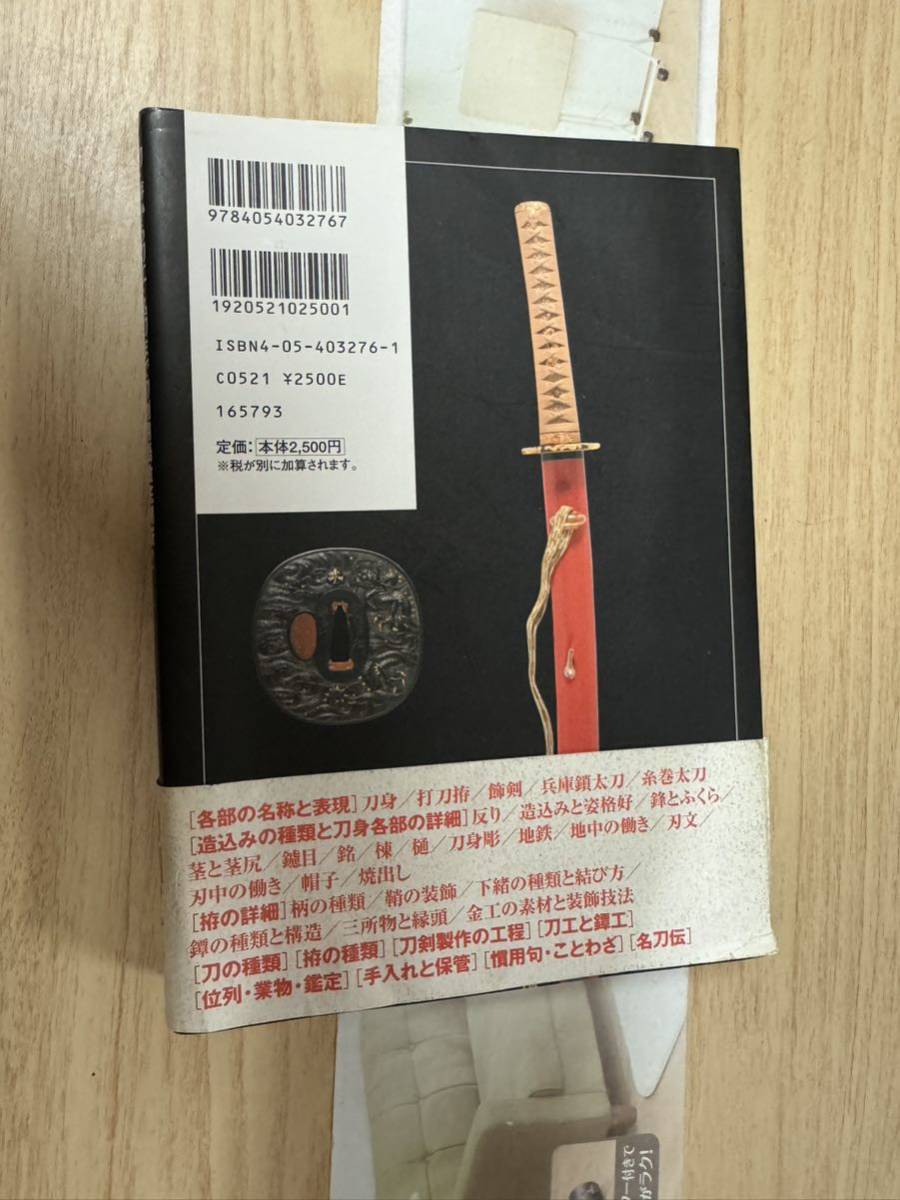 9784054032767
1920521025001
ISBN4-05-403276-1
C0521 ¥2500E
165793
定価：本体2,500円
※税が別に加算されます。
[各部の名称と表現]刀身／打刀拵／飾剣／兵庫鎖太刀／糸巻太刀
[造込みの種類と刀身各部の詳細]反り／造込みと姿格好／鋒とふくら／
茎と茎尻／鑢目／銘／棟／樋／刀身彫／地鉄／地中の働き／刃文／
刃中の働き／帽子／焼出し
[拵の詳細]柄の種類／鞘の装飾／下緒の種類と結び方／
鐔の種類と構造／三所物と縁頭／金工の素材と装飾技法
[刀の種類][拵の種類][刀剣製作の工程][刀工と鐔工]
[位列・業物・鑑定][手入れと保管][慣用句・ことわざ][名刀伝]
ー付きで
がラク!